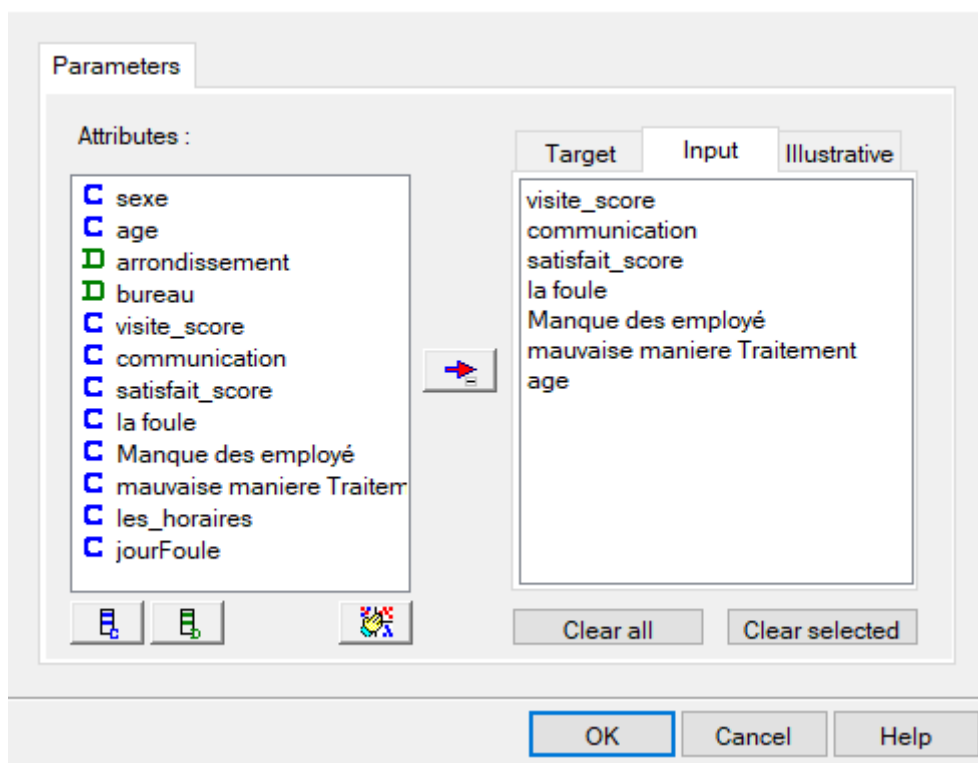 Parameters
Attributes :
C sexe
C age
D arrondissement
D bureau
C visite_score
C communication
C satisfait_score
C la foule
C Manque des employé
C mauvaise maniere Traitem
C les_horaires
C jourFoule
Target Input Illustrative
visite_score
communication
satisfait_score
la foule
Manque des employé
mauvaise maniere Traitement
age
Clear all Clear selected
OK Cancel Help